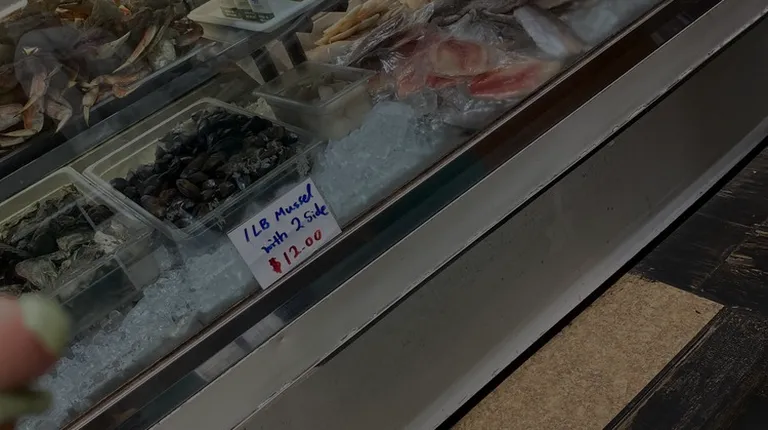 1 LB Mussel
with 2 Side
$12.00